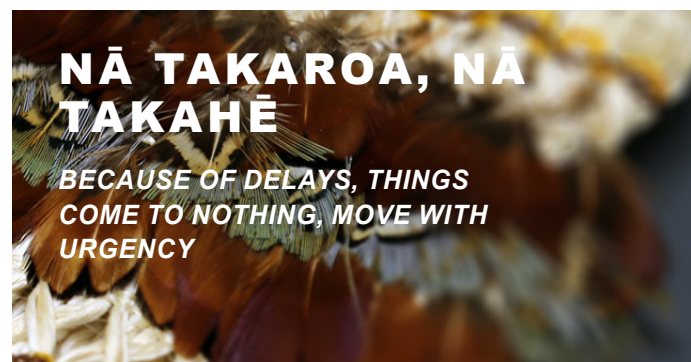 NĀ TAKAROA, NĀ
TAKAHĒ
BECAUSE OF DELAYS, THINGS
COME TO NOTHING, MOVE WITH
URGENCY